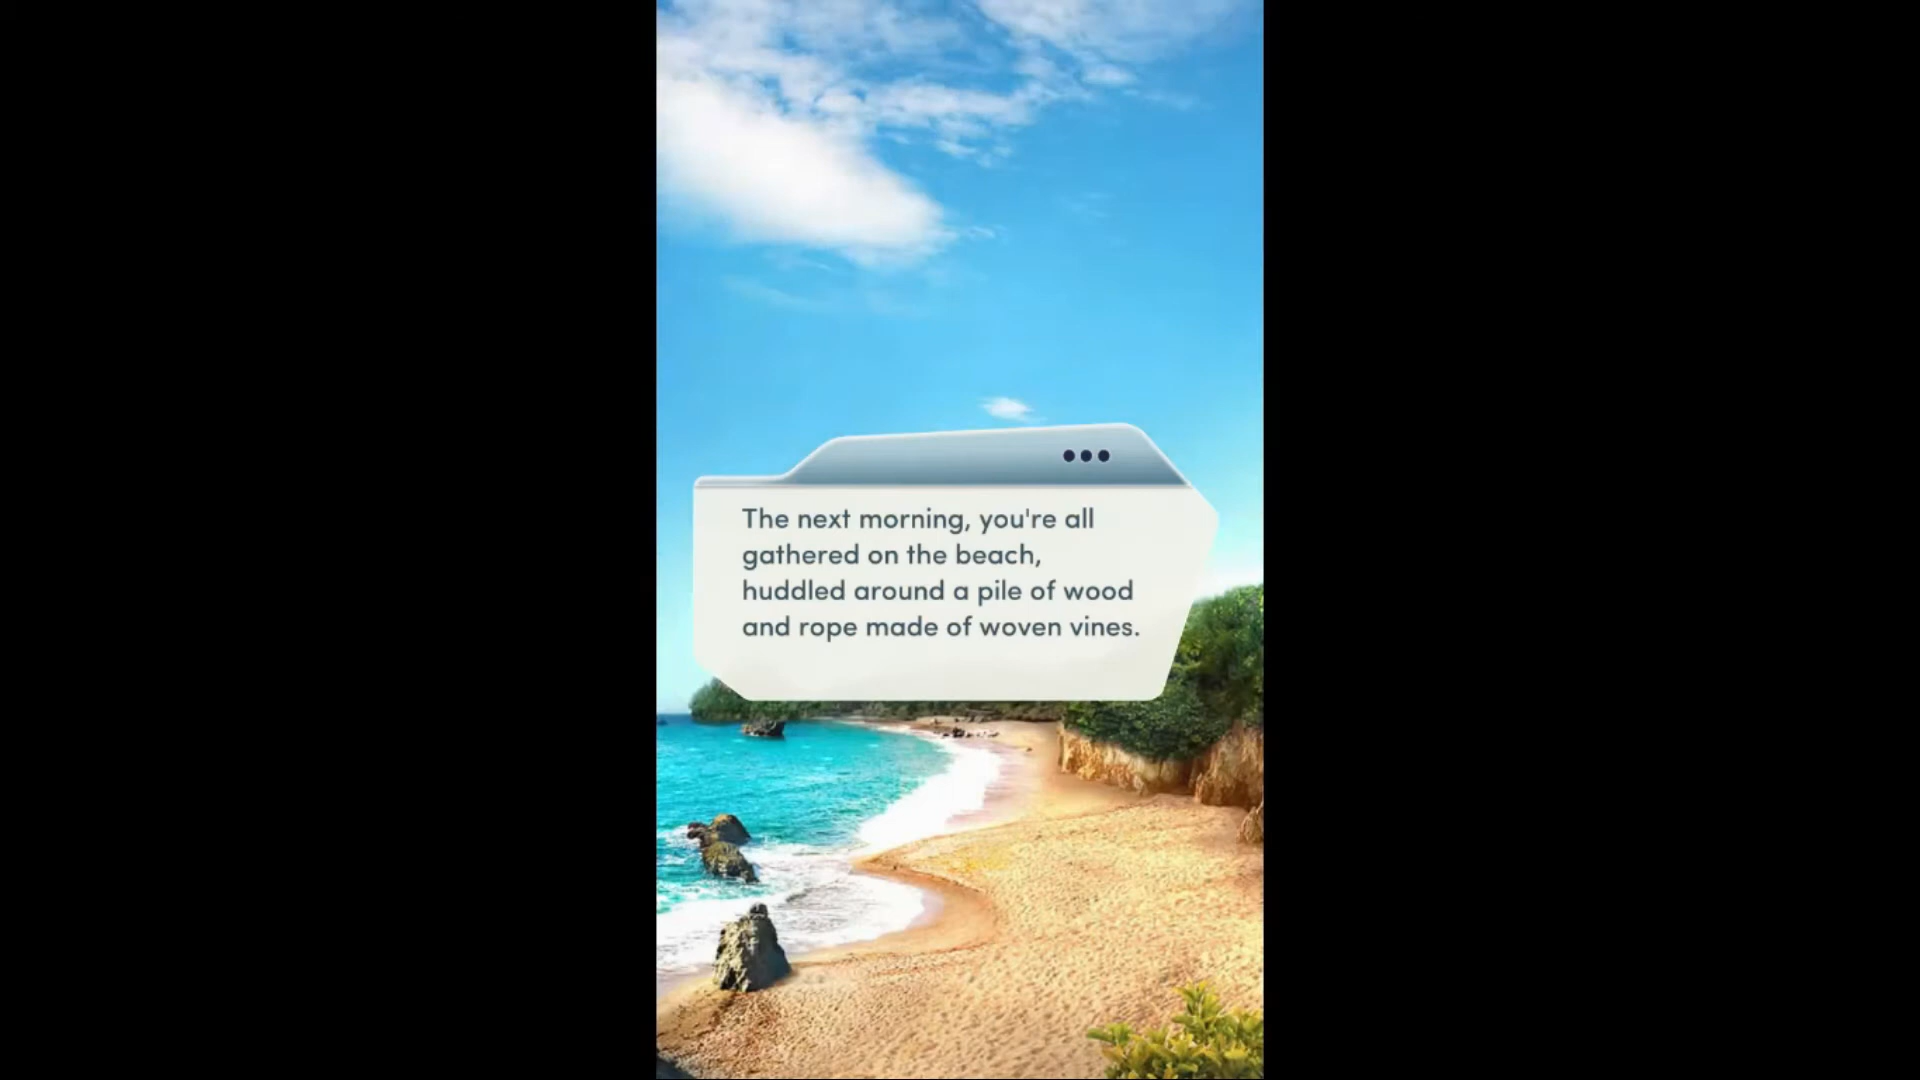 The next morning, you're all
gathered on the beach,
huddled around a pile of wood
and rope made of woven vines.